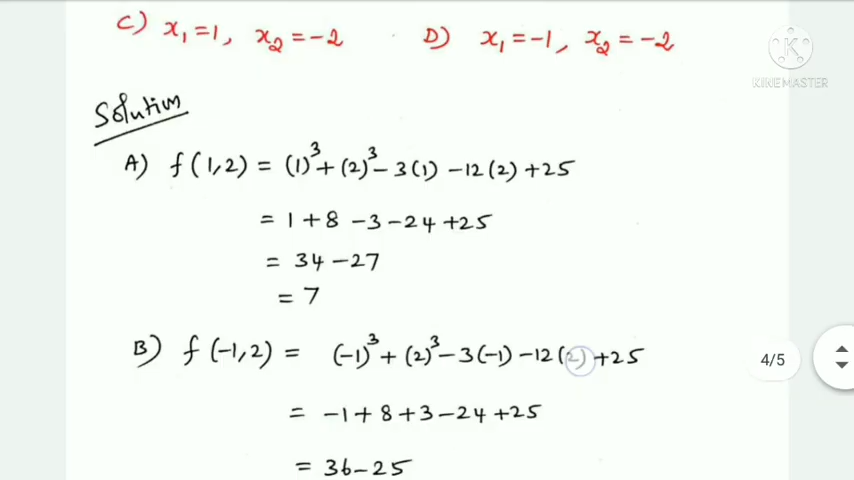 C) x₁=1, x₂=-2 D) x₁=-1, x₂=-2
K
KINEMASTER
Solution
A) f(1,2) = (1)³+(2)³-3(1)-12(2)+25
= 1+8-3-24+25
= 34-27
= 7
B) f(-1,2) = (-1)³+(2)³-3(-1)-12(2)+25
4/5
= -1+8+3-24+25
= 36-25